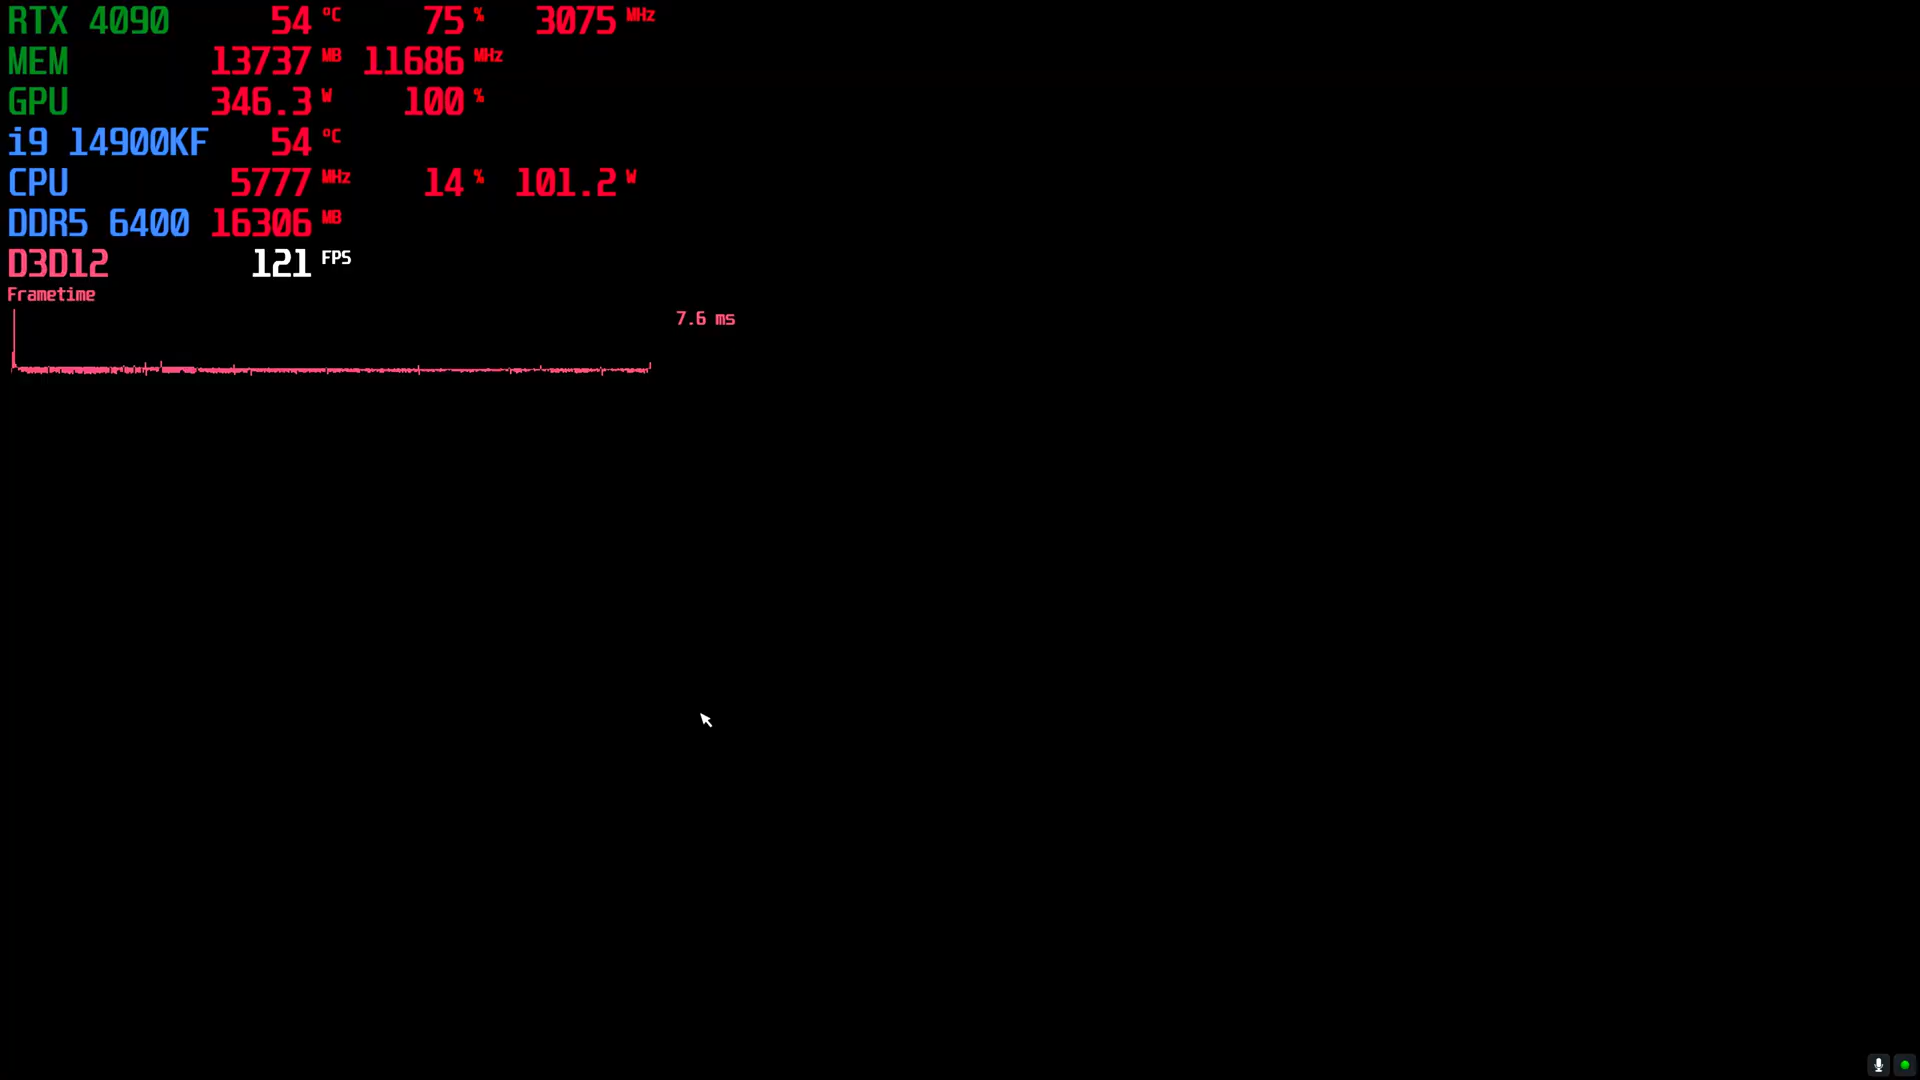 RTX 4090 54 °C 75 % 3075 MHz
MEM 13737 MB 11686 MHz
GPU 346.3 W 100 %
i9 14900KF 54 °C
CPU 5777 MHz 14 % 101.2 W
DDR5 6400 16306 MB
D3D12 121 FPS
Frametime
7.6 ms